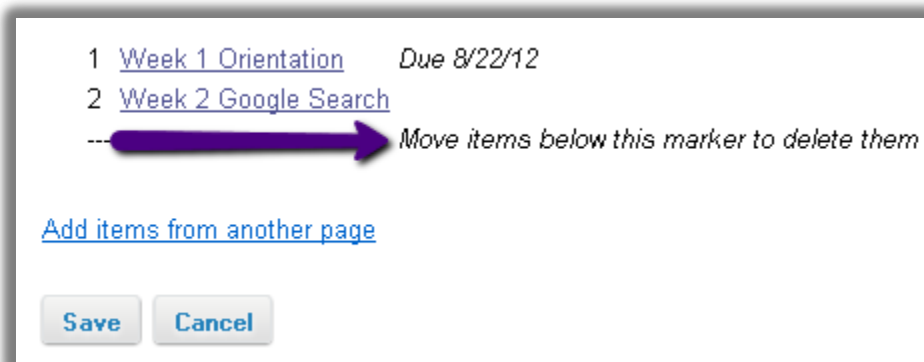 1 Week 1 Orientation Due 8/22/12
2 Week 2 Google Search
--- Move items below this marker to delete them
Add items from another page
Save Cancel